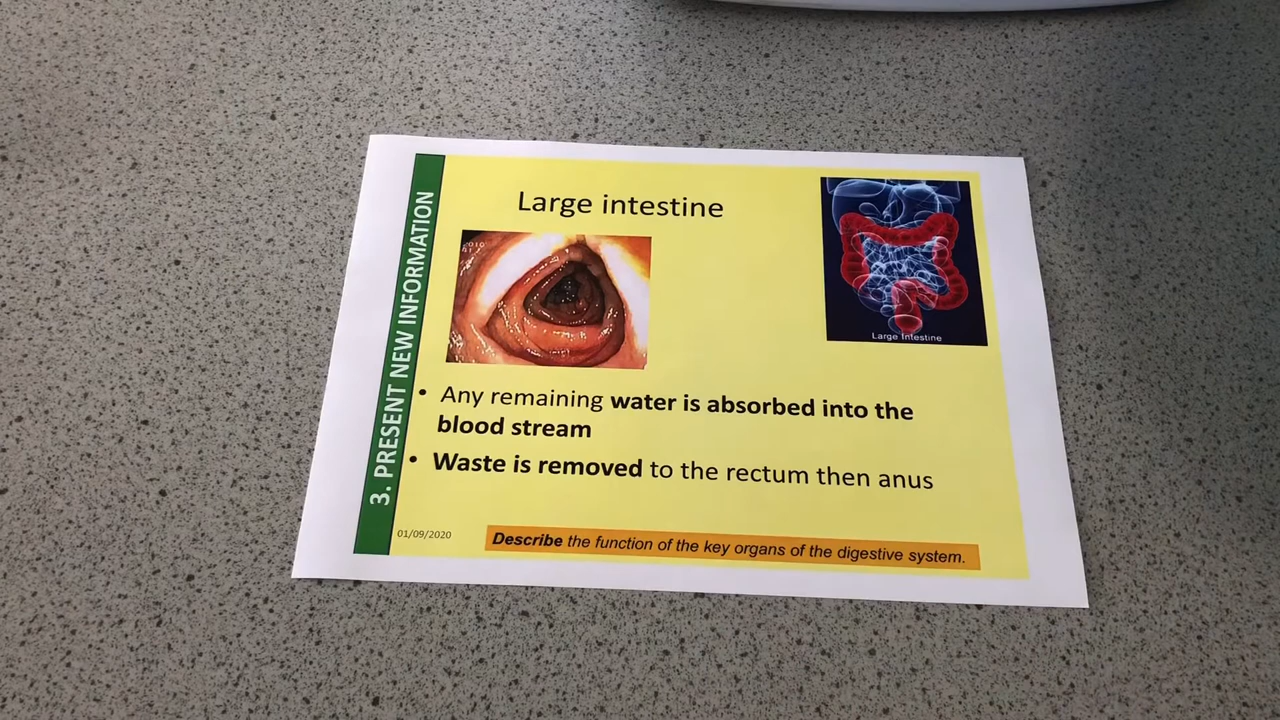 3. PRESENT NEW INFORMATION
Large intestine
Large Intestine
• Any remaining water is absorbed into the
blood stream
• Waste is removed to the rectum then anus
01/09/2020
Describe the function of the key organs of the digestive system.